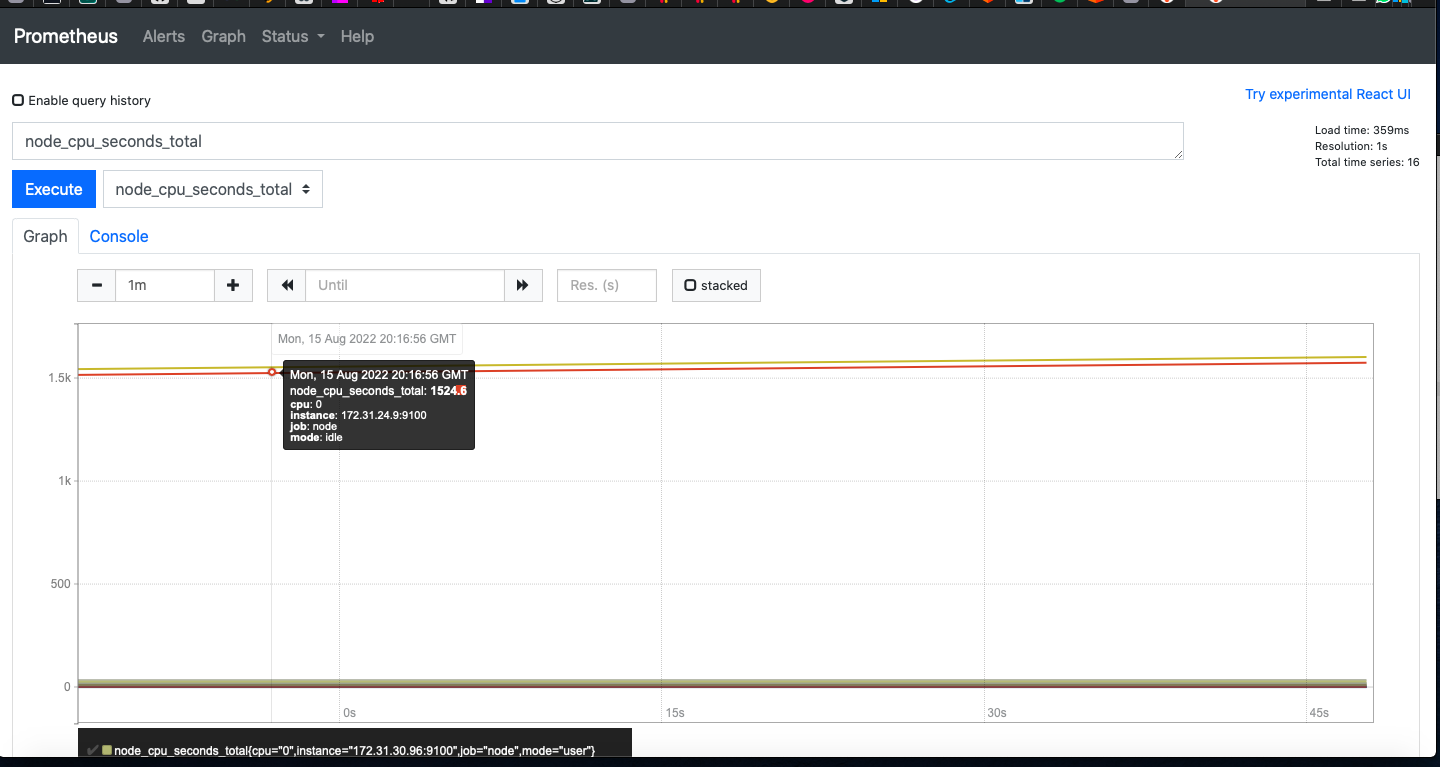 Prometheus Alerts Graph Status Help
Enable query history
Try experimental React UI
node_cpu_seconds_total
Load time: 359ms
Resolution: 1s
Total time series: 16
Execute node_cpu_seconds_total
Graph Console
1m Until Res. (s) stacked
Mon, 15 Aug 2022 20:16:56 GMT
Mon, 15 Aug 2022 20:16:56 GMT
node_cpu_seconds_total: 1524.6
cpu: 0
instance: 172.31.24.9:9100
job: node
mode: idle
1.5k
1k
500
0
0s 15s 30s 45s
node_cpu_seconds_total{cpu="0",instance="172.31.30.96:9100",job="node",mode="user"}